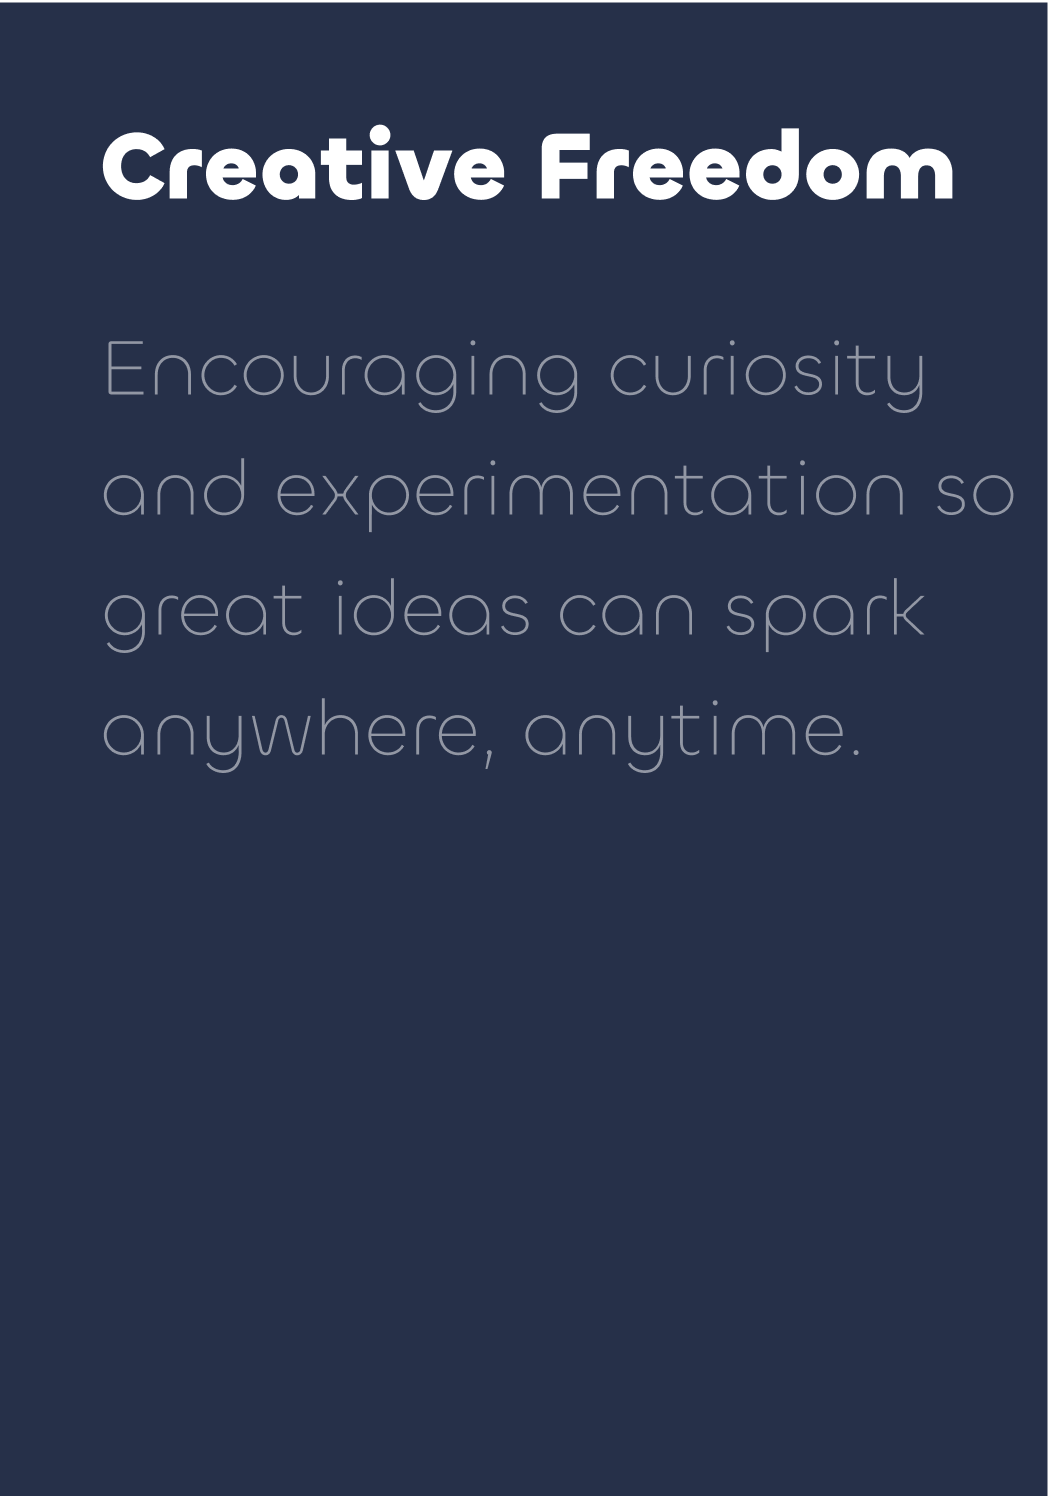 Creative Freedom
Encouraging curiosity
and experimentation so
great ideas can spark
anywhere, anytime.